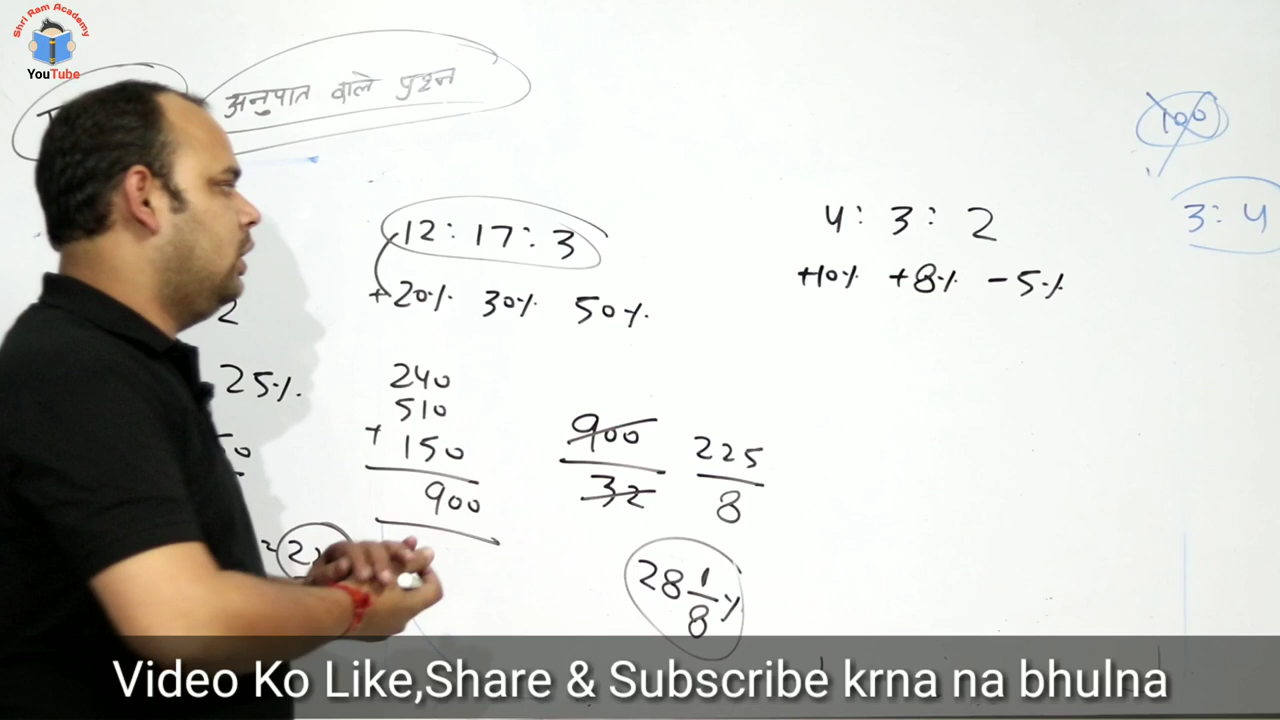 Shri Ram Academy
YouTube
अनुपात वाले प्रश्न
100
3:4
12:17:3
+20% 30% 50%
4:3:2
+10% +8% -5%
2
25%
240
510
+ 150
900
900
32
225
8
28 1/8 %
Video Ko Like,Share & Subscribe krna na bhulna